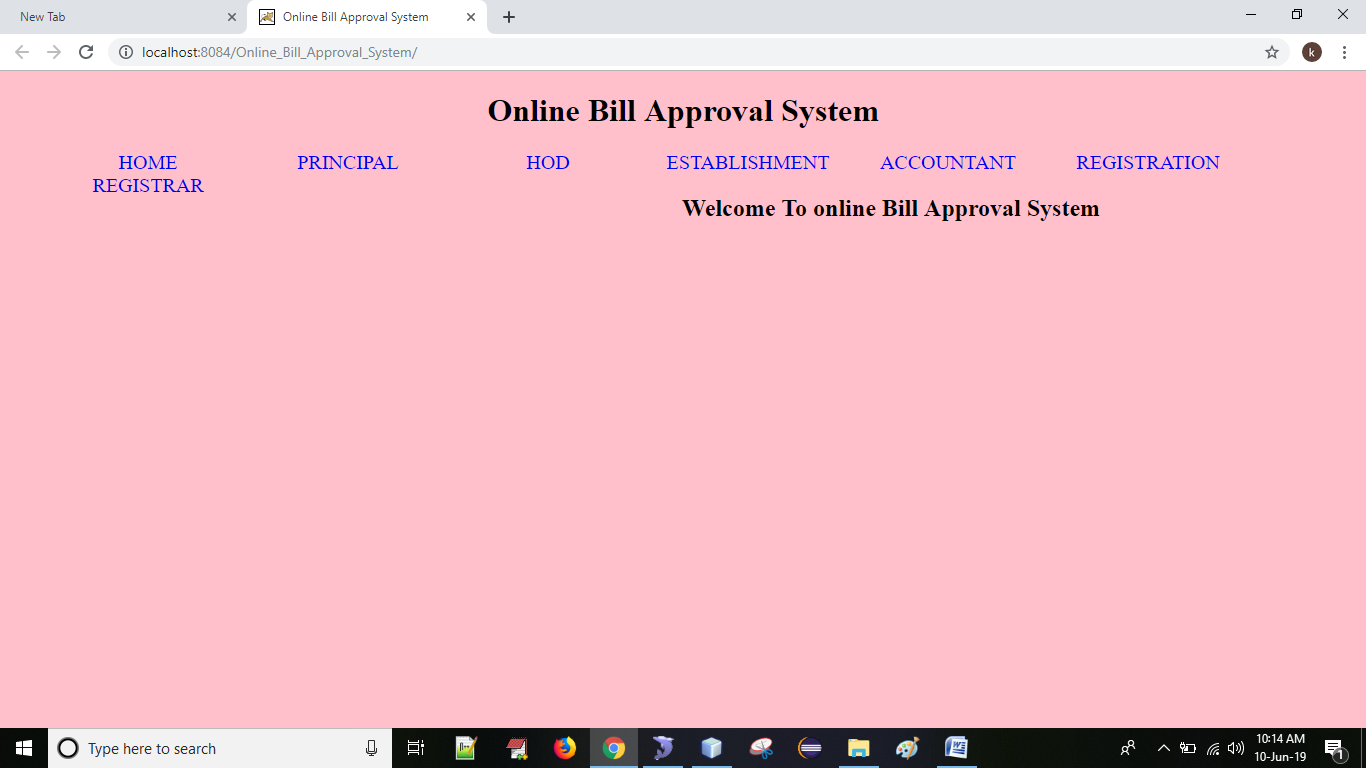 New Tab
Online Bill Approval System
localhost:8084/Online_Bill_Approval_System/
k
Online Bill Approval System
HOME PRINCIPAL HOD ESTABLISHMENT ACCOUNTANT REGISTRATION
REGISTRAR
Welcome To online Bill Approval System
Type here to search
10:14 AM
10-Jun-19
1